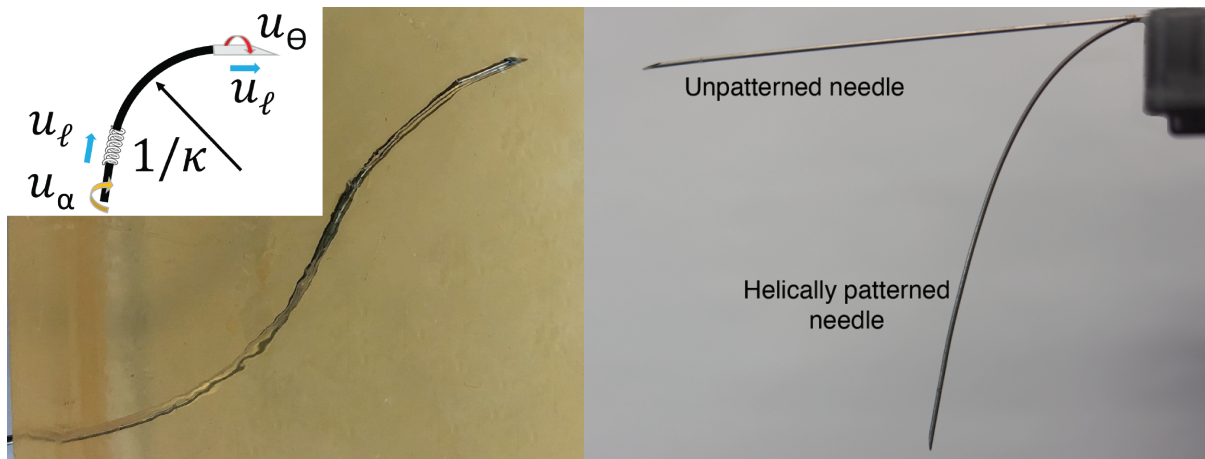 u_Θ
u_ℓ
u_ℓ
1/κ
u_α
Unpatterned needle
Helically patterned
needle